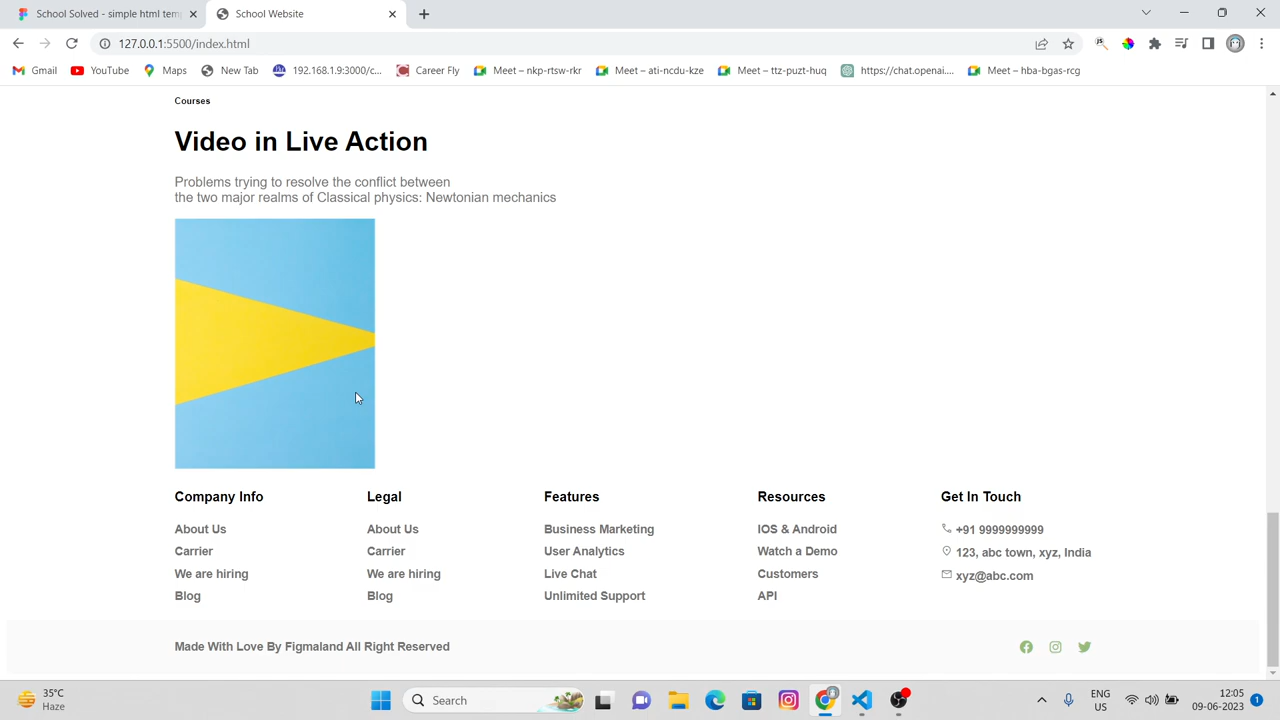 School Solved - simple html tem
School Website
127.0.0.1:5500/index.html
Gmail
YouTube
Maps
New Tab
192.168.1.9:3000/c...
Career Fly
Meet – nkp-rtsw-rkr
Meet – ati-ncdu-kze
Meet – ttz-puzt-huq
https://chat.openai....
Meet – hba-bgas-rcg
Courses
Video in Live Action
Problems trying to resolve the conflict between
the two major realms of Classical physics: Newtonian mechanics
Company Info
About Us
Carrier
We are hiring
Blog
Legal
About Us
Carrier
We are hiring
Blog
Features
Business Marketing
User Analytics
Live Chat
Unlimited Support
Resources
IOS & Android
Watch a Demo
Customers
API
Get In Touch
+91 9999999999
123, abc town, xyz, India
xyz@abc.com
Made With Love By Figmaland All Right Reserved
35°C
Haze
Search
ENG
US
12:05
09-06-2023
1